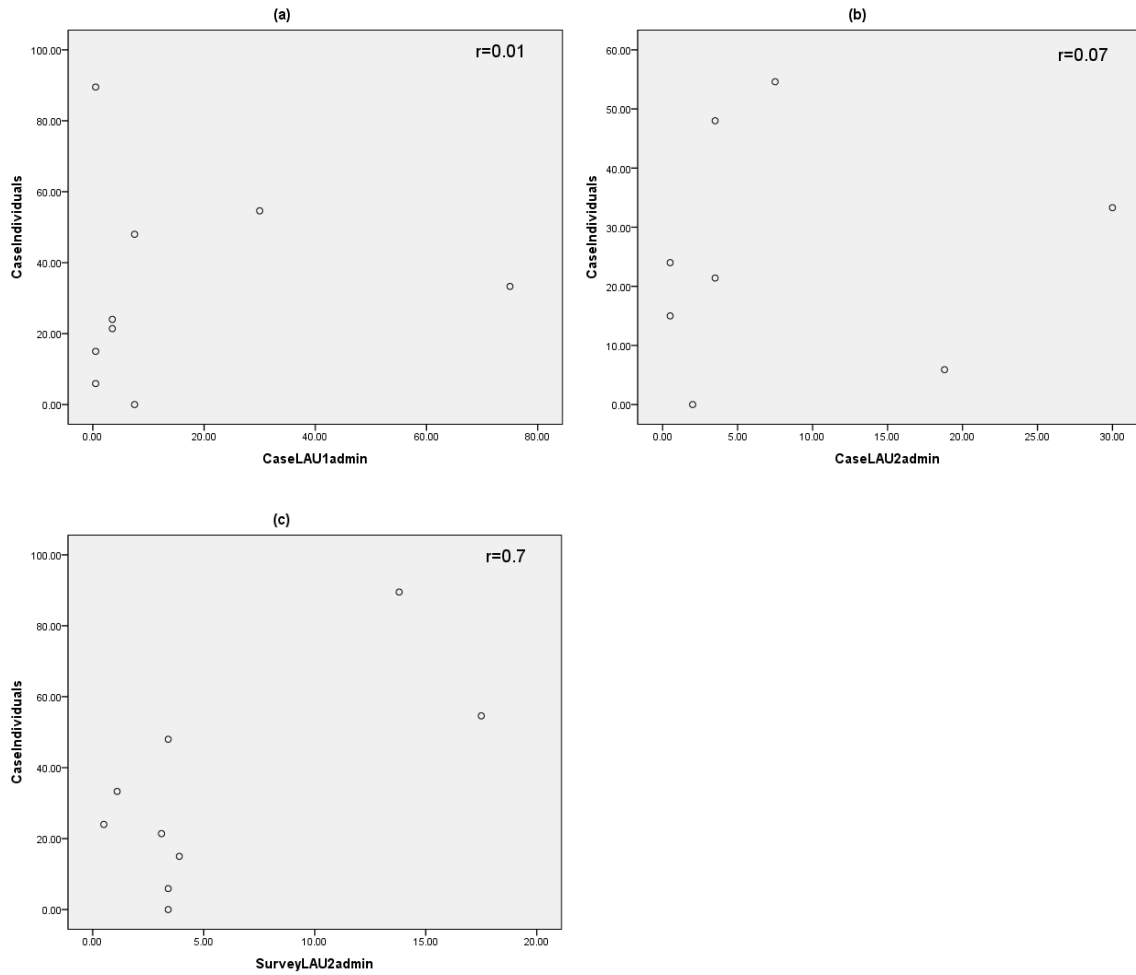 (a)
r=0.01
100.00
80.00
60.00
40.00
20.00
0.00
CaseIndividuals
0.00 20.00 40.00 60.00 80.00
CaseLAU1admin
(b)
r=0.07
60.00
50.00
40.00
30.00
20.00
10.00
0.00
CaseIndividuals
0.00 5.00 10.00 15.00 20.00 25.00 30.00
CaseLAU2admin
(c)
r=0.7
100.00
80.00
60.00
40.00
20.00
0.00
CaseIndividuals
0.00 5.00 10.00 15.00 20.00
SurveyLAU2admin